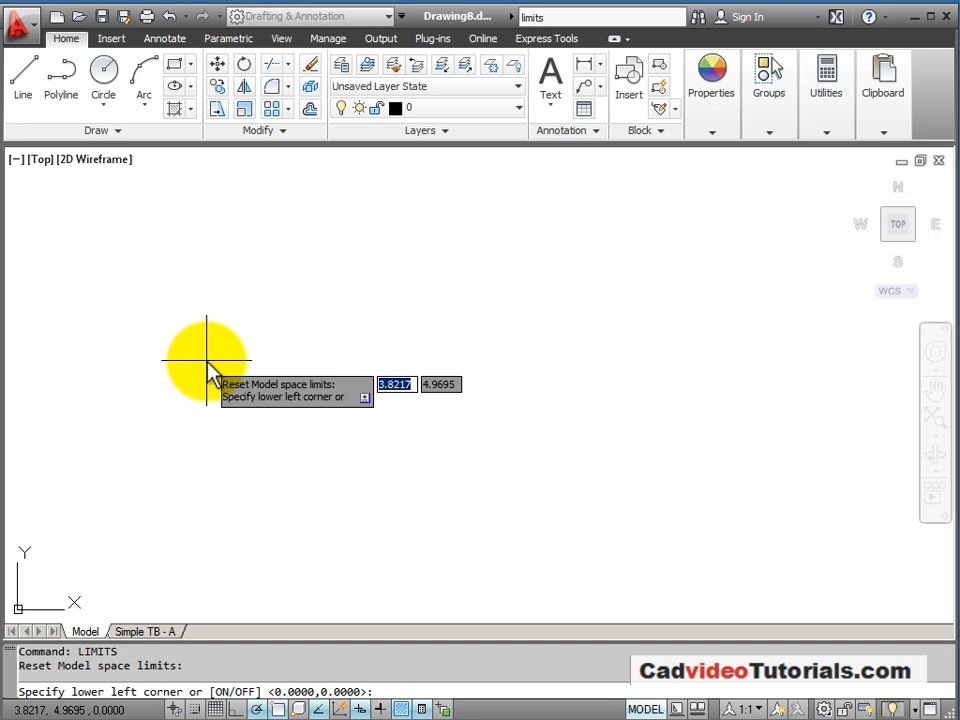 Drafting & Annotation
Drawing8.d...
limits
Sign In
Home
Insert
Annotate
Parametric
View
Manage
Output
Plug-ins
Online
Express Tools
Line
Polyline
Circle
Arc
Draw
Modify
Unsaved Layer State
0
Layers
Text
Annotation
Insert
Block
Properties
Groups
Utilities
Clipboard
[−] [Top] [2D Wireframe]
N
W
TOP
E
S
WCS
Reset Model space limits:
Specify lower left corner or
3.8217
4.9695
Y
X
Model
Simple TB - A
Command: LIMITS
Reset Model space limits:
Specify lower left corner or [ON/OFF] <0.0000,0.0000>:
CadvideoTutorials.com
3.8217, 4.9695, 0.0000
MODEL
1:1